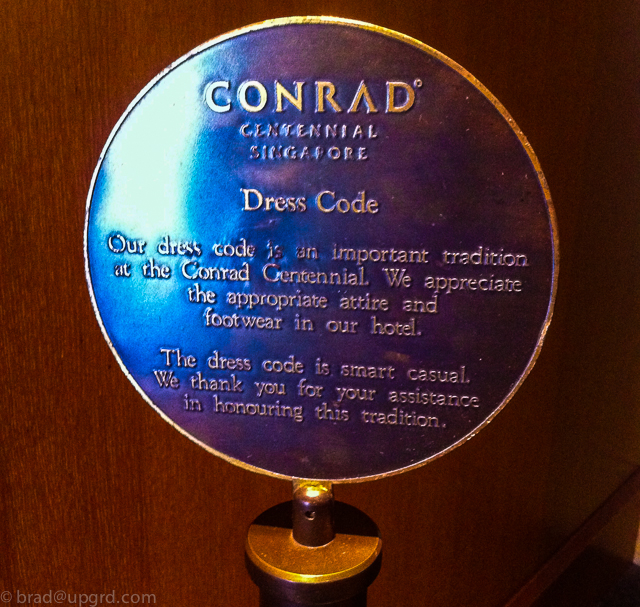 CONRAD°
CENTENNIAL
SINGAPORE
Dress Code
Our dress code is an important tradition
at the Conrad Centennial. We appreciate
the appropriate attire and
footwear in our hotel.
The dress code is smart casual.
We thank you for your assistance
in honouring this tradition.
© brad@upgrd.com